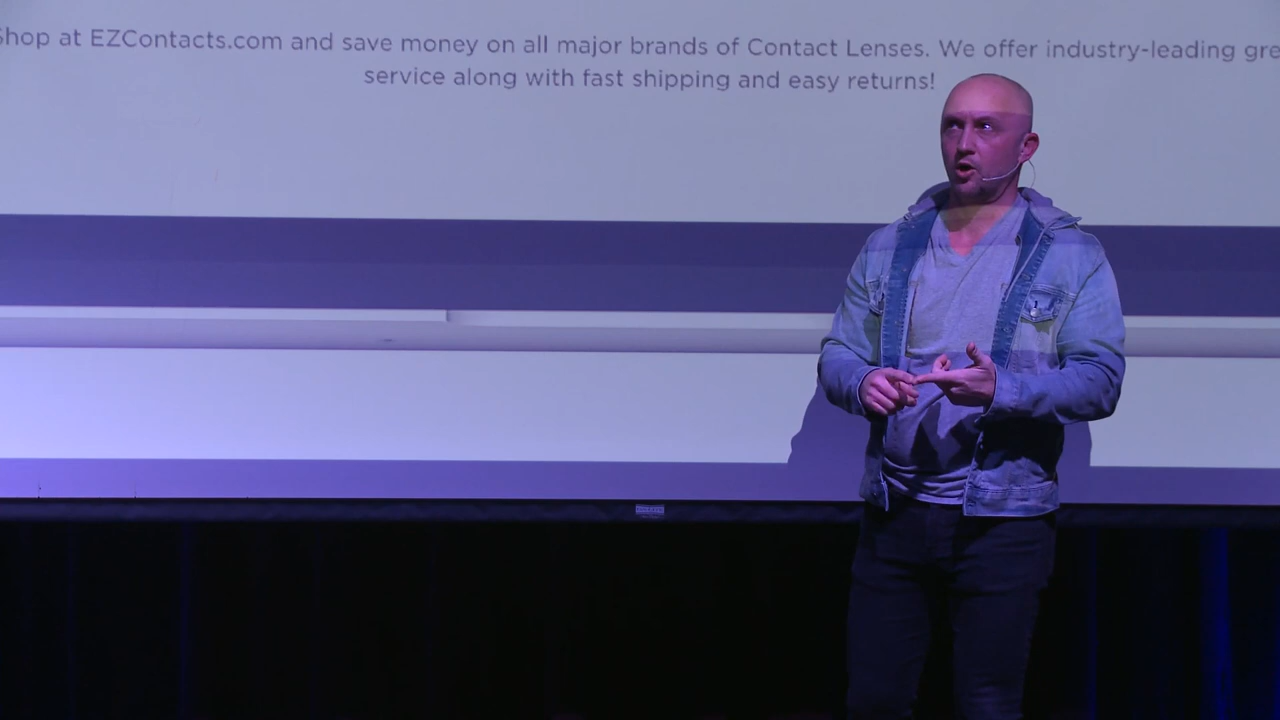 Shop at EZContacts.com and save money on all major brands of Contact Lenses. We offer industry-leading
service along with fast shipping and easy returns!